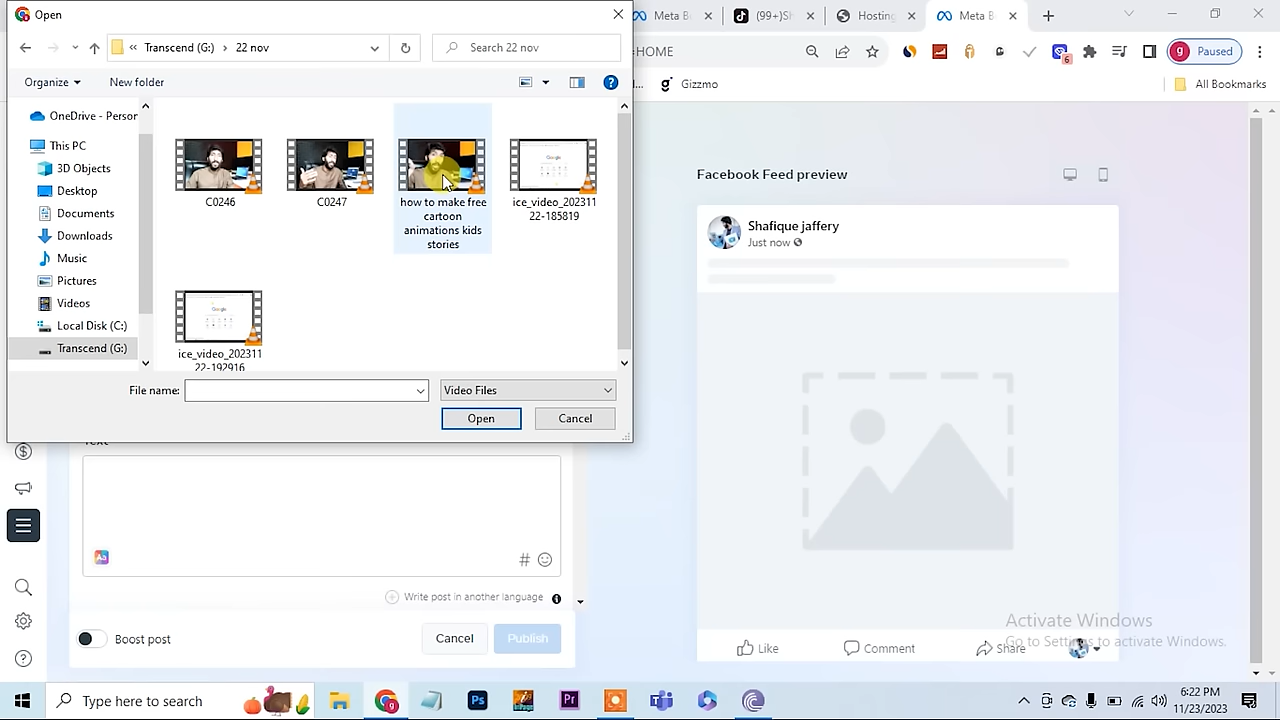 Open
Meta B
(99+)Sh
Hosting
Meta B
Transcend (G:)
22 nov
Search 22 nov
HOME
6
g Paused
Organize
New folder
Gizmo
All Bookmarks
OneDrive - Person
This PC
3D Objects
Desktop
Documents
Downloads
Music
Pictures
Videos
Local Disk (C:)
Transcend (G:)
C0246
C0247
how to make free
cartoon
animations kids
stories
ice_video_202311
22-185819
ice_video_202311
22-192916
File name:
Video Files
Open
Cancel
Facebook Feed preview
Shafique jaffery
Just now
Text
Write post in another language
Boost post
Cancel
Publish
Like
Comment
Share
Activate Windows
Go to Settings to activate Windows.
Type here to search
6:22 PM
11/23/2023